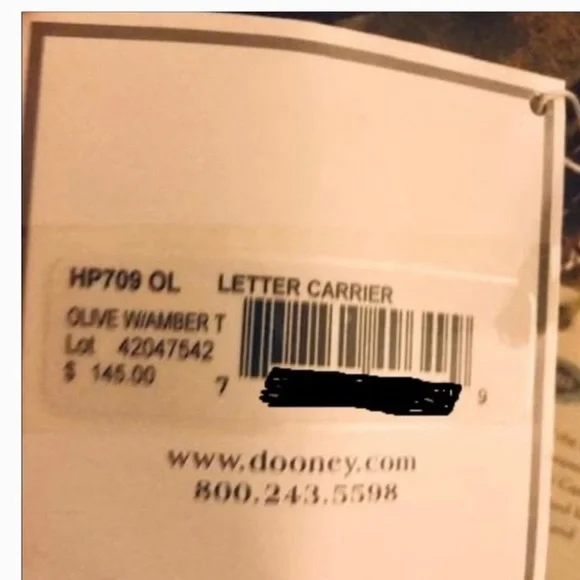 HP709 OL LETTER CARRIER
OLIVE W/AMBER T
Lot 42047542
$ 145.00
7 9
www.dooney.com
800.243.5598